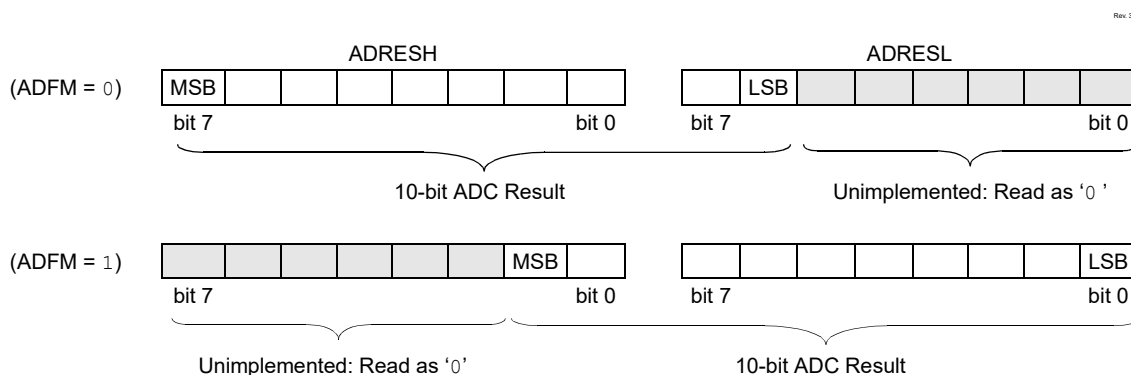 Rev. 3
ADRESH ADRESL
(ADFM = 0) MSB LSB
bit 7 bit 0 bit 7 bit 0
10-bit ADC Result Unimplemented: Read as ‘0 ’
(ADFM = 1) MSB LSB
bit 7 bit 0 bit 7 bit 0
Unimplemented: Read as ‘0’ 10-bit ADC Result